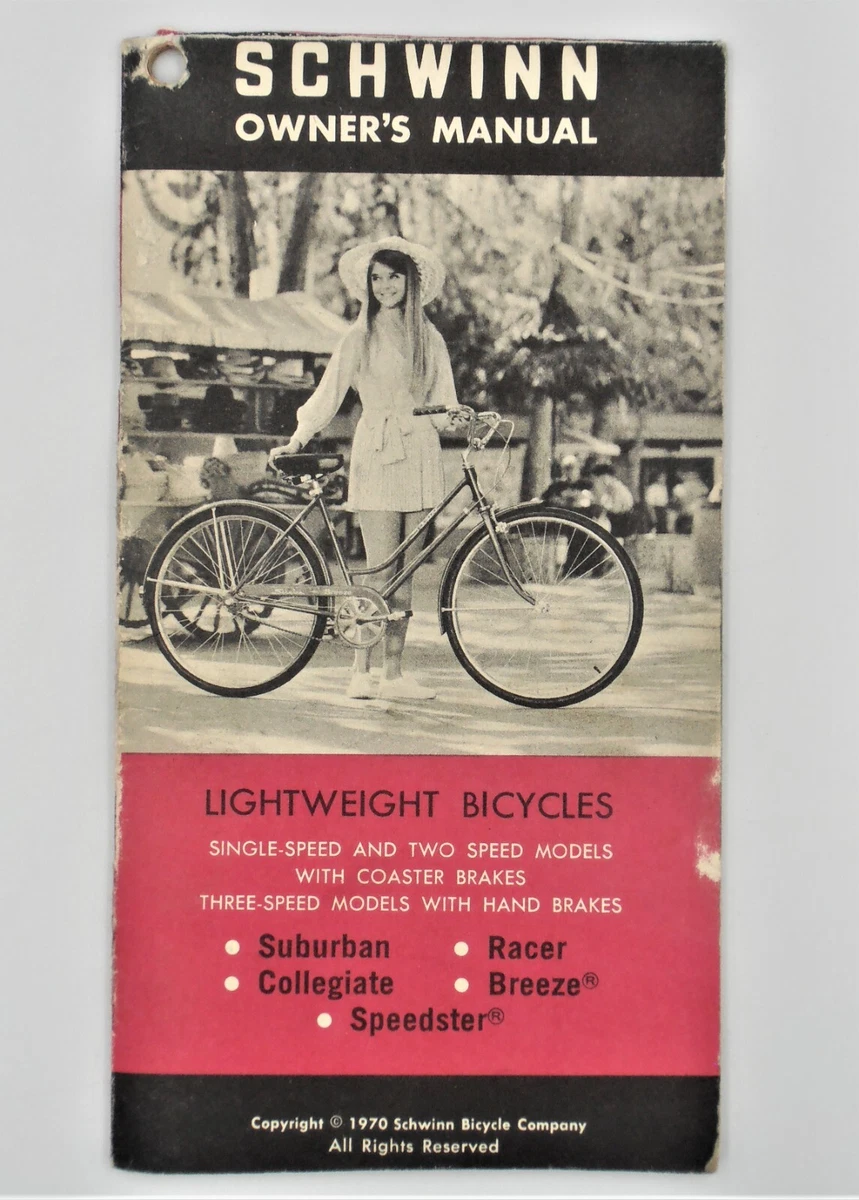 SCHWINN
OWNER'S MANUAL
LIGHTWEIGHT BICYCLES
SINGLE-SPEED AND TWO SPEED MODELS
WITH COASTER BRAKES
THREE-SPEED MODELS WITH HAND BRAKES
• Suburban • Racer
• Collegiate • Breeze®
• Speedster®
Copyright © 1970 Schwinn Bicycle Company
All Rights Reserved